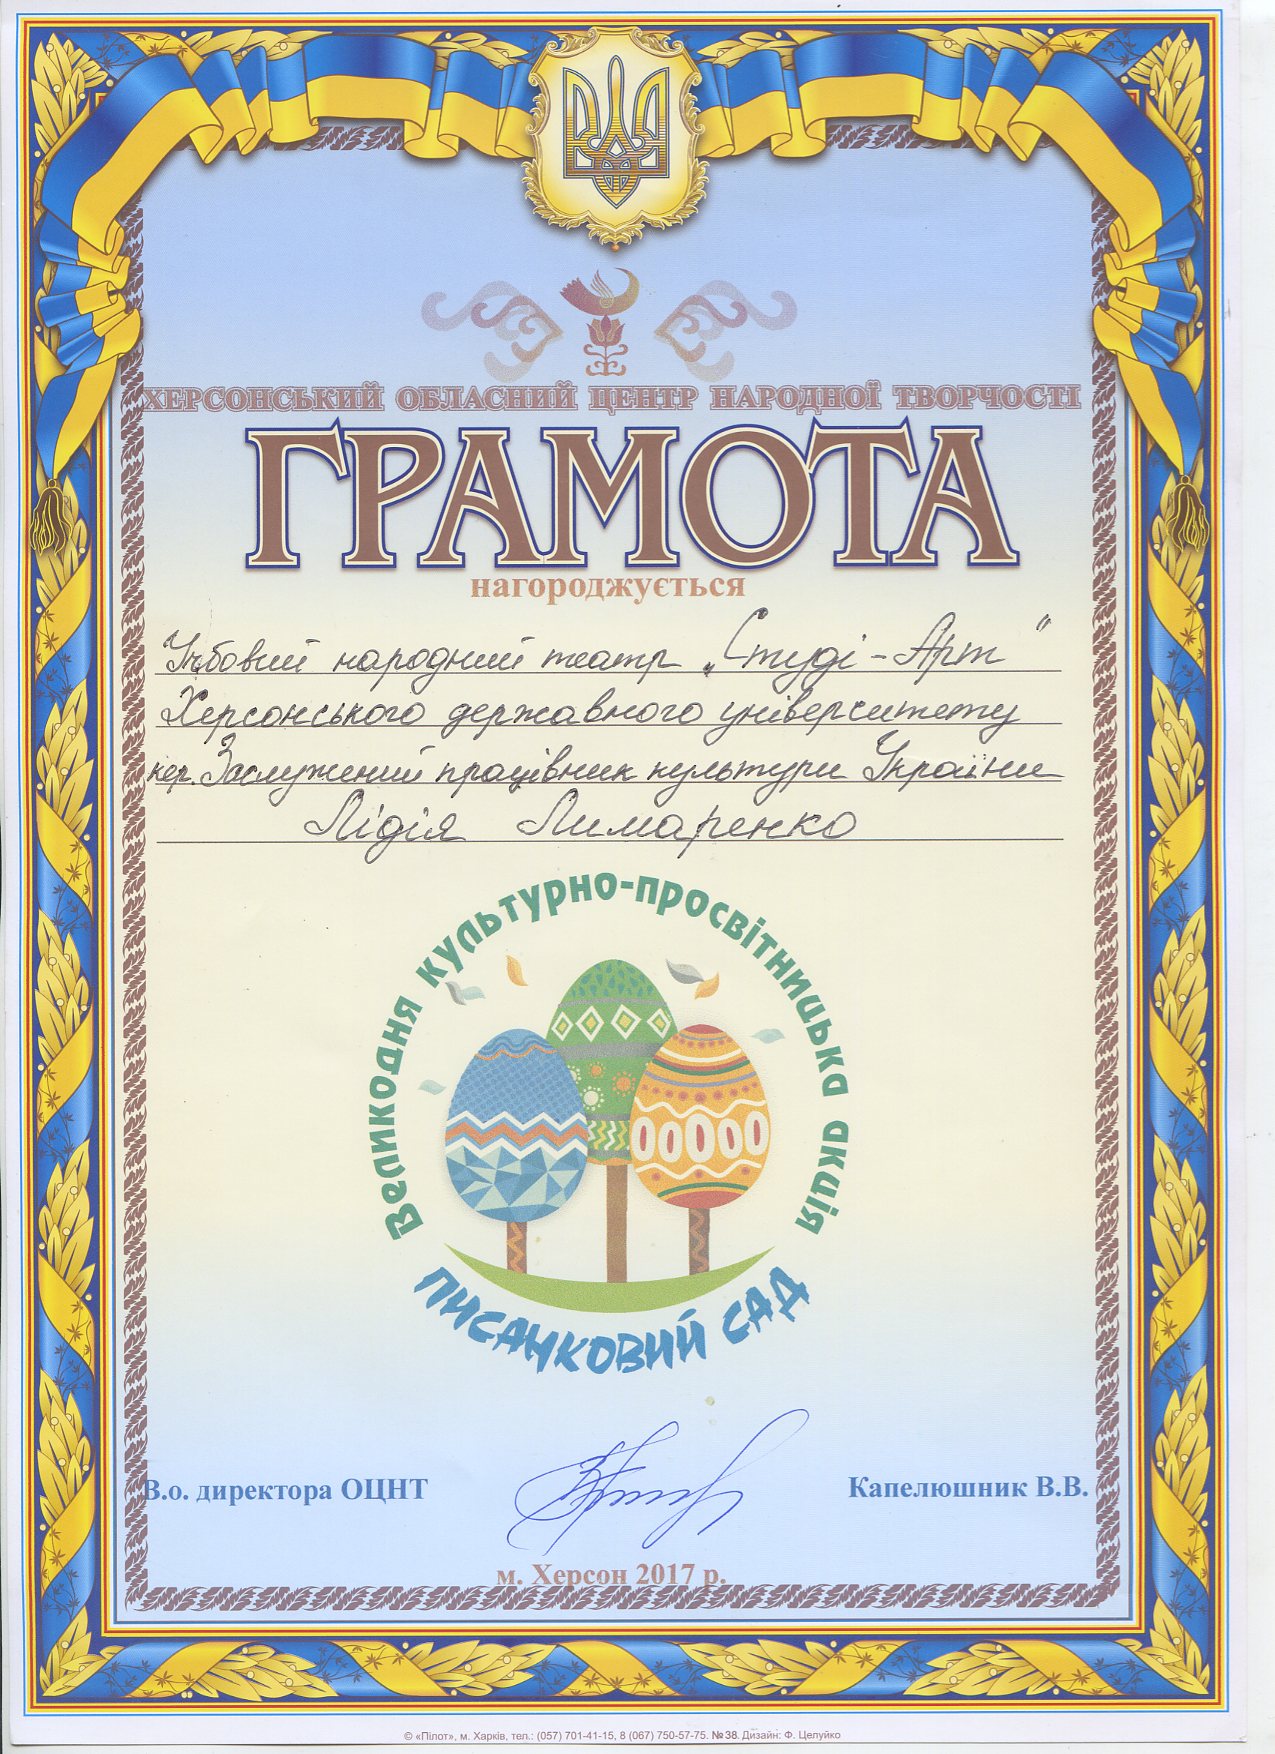 ХЕРСОНСЬКИЙ ОБЛАСНИЙ ЦЕНТР НАРОДНОЇ ТВОРЧОСТІ
ГРАМОТА
нагороджується
Учбовий народний театр „Студі-Арт"
Херсонського державного університету
кер. Заслужений працівник культури України
Лідія Лимаренко
Великодня культурно-просвітницька акція
ПИСАНКОВИЙ САД
В.о. директора ОЦНТ
Капелюшник В.В.
м. Херсон 2017 р.
© «Пілот», м. Харків, тел.: (057) 701-41-15, 8 (067) 750-57-75. № 38. Дизайн: Ф. Целуйко